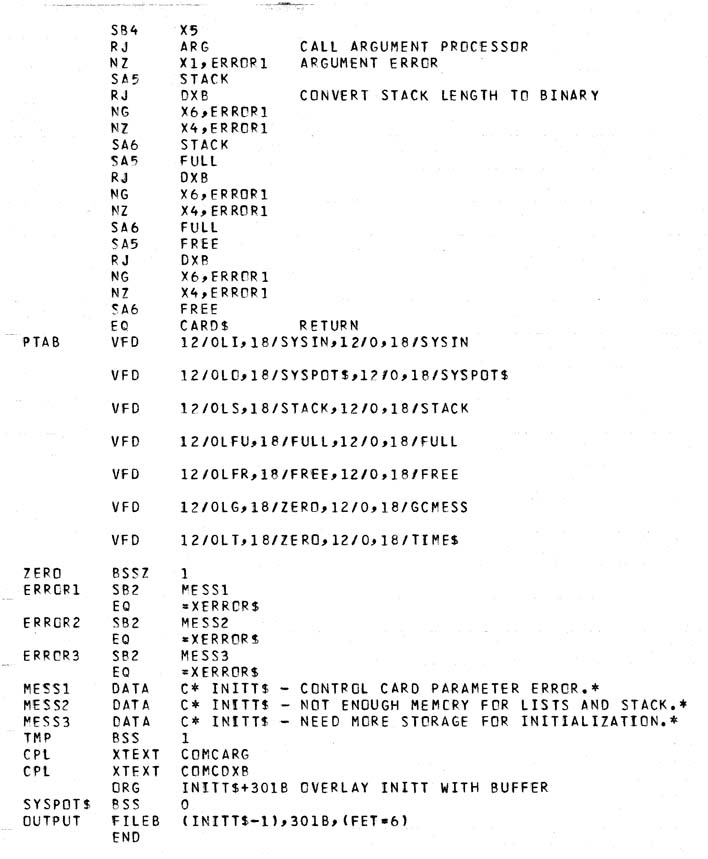 SB4 X5
RJ ARG CALL ARGUMENT PROCESSOR
NZ X1,ERROR1 ARGUMENT ERROR
SA5 STACK
RJ DXB CONVERT STACK LENGTH TO BINARY
NG X6,ERROR1
NZ X4,ERROR1
SA6 STACK
SA5 FULL
RJ DXB
NG X6,ERROR1
NZ X4,ERROR1
SA6 FULL
SA5 FREE
RJ DXB
NG X6,ERROR1
NZ X4,ERROR1
SA6 FREE
EQ CARD$ RETURN
PTAB VFD 12/0LI,18/SYSIN,12/0,18/SYSIN
VFD 12/0LO,18/SYSPOT$,12/0,18/SYSPOT$
VFD 12/0LS,18/STACK,12/0,18/STACK
VFD 12/0LFU,18/FULL,12/0,18/FULL
VFD 12/0LFR,18/FREE,12/0,18/FREE
VFD 12/0LG,18/ZERO,12/0,18/GCMESS
VFD 12/0LT,18/ZERO,12/0,18/TIME$
ZERO BSSZ 1
ERROR1 SB2 MESS1
EQ =XERROR$
ERROR2 SB2 MESS2
EQ =XERROR$
ERROR3 SB2 MESS3
EQ =XERROR$
MESS1 DATA C* INITT$ - CONTROL CARD PARAMETER ERROR.*
MESS2 DATA C* INITT$ - NOT ENOUGH MEMORY FOR LISTS AND STACK.*
MESS3 DATA C* INITT$ - NEED MORE STORAGE FOR INITIALIZATION.*
TMP BSS 1
CPL XTEXT COMCARG
CPL XTEXT COMCDXB
ORG INITT$+301B OVERLAY INITT WITH BUFFER
SYSPOT$ BSS 0
OUTPUT FILEB (INITT$-1),301B,(FET=6)
END